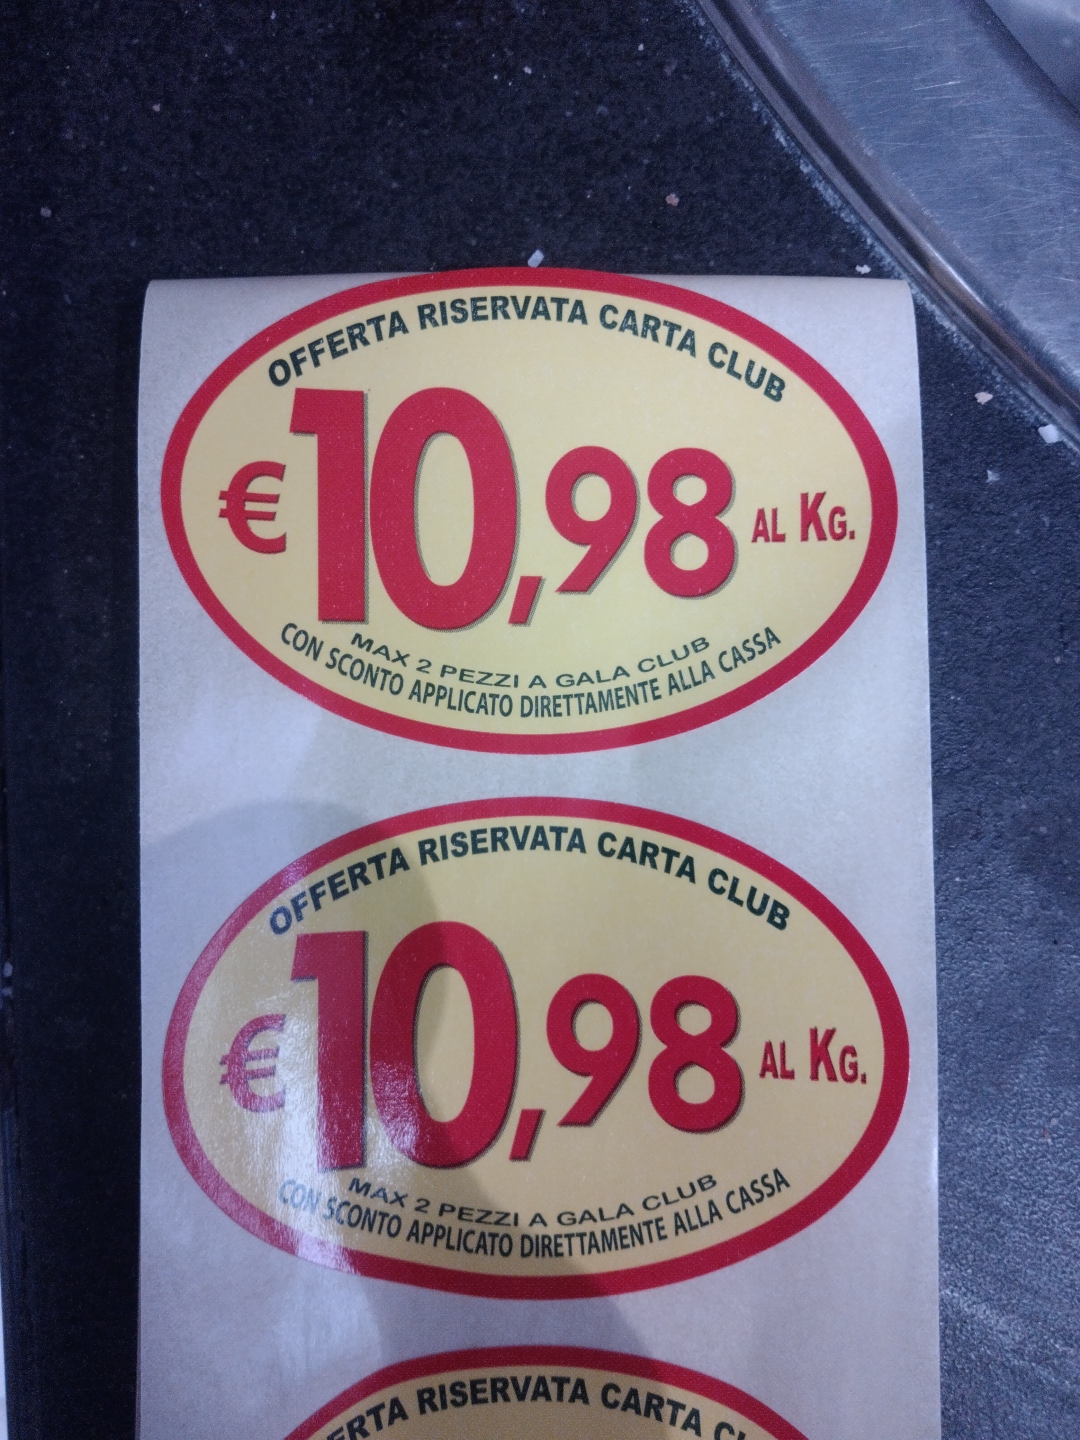 OFFERTA RISERVATA CARTA CLUB
€10,98 AL KG.
MAX 2 PEZZI A GALA CLUB
CON SCONTO APPLICATO DIRETTAMENTE ALLA CASSA
OFFERTA RISERVATA CARTA CLUB
€10,98 AL KG.
MAX 2 PEZZI A GALA CLUB
CON SCONTO APPLICATO DIRETTAMENTE ALLA CASSA
RISERVATA CARTA